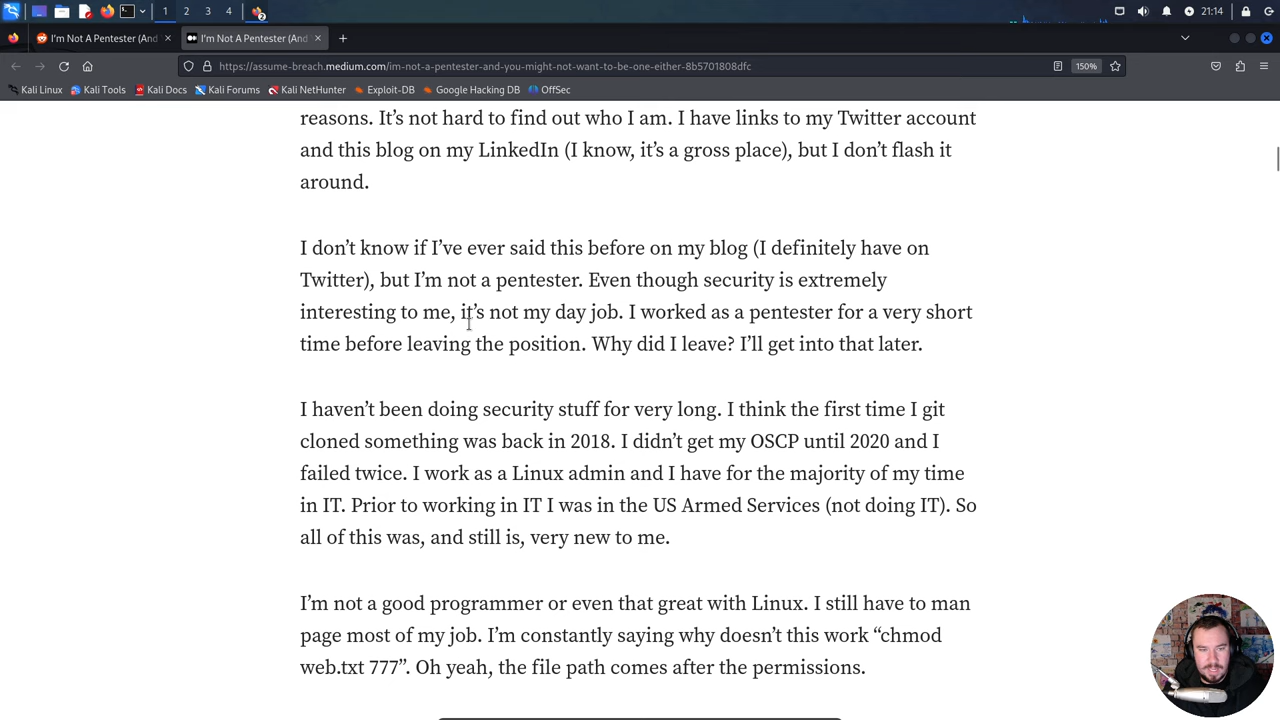 1 2 3 4 2 21:14
I'm Not A Pentester (And I'm Not A Pentester (And
https://assume-breach.medium.com/im-not-a-pentester-and-you-might-not-want-to-be-one-either-8b5701808dfc 150%
Kali Linux Kali Tools Kali Docs Kali Forums Kali NetHunter Exploit-DB Google Hacking DB OffSec
reasons. It’s not hard to find out who I am. I have links to my Twitter account
and this blog on my LinkedIn (I know, it’s a gross place), but I don’t flash it
around.
I don’t know if I’ve ever said this before on my blog (I definitely have on
Twitter), but I’m not a pentester. Even though security is extremely
interesting to me, it’s not my day job. I worked as a pentester for a very short
time before leaving the position. Why did I leave? I’ll get into that later.
I haven’t been doing security stuff for very long. I think the first time I git
cloned something was back in 2018. I didn’t get my OSCP until 2020 and I
failed twice. I work as a Linux admin and I have for the majority of my time
in IT. Prior to working in IT I was in the US Armed Services (not doing IT). So
all of this was, and still is, very new to me.
I’m not a good programmer or even that great with Linux. I still have to man
page most of my job. I’m constantly saying why doesn’t this work “chmod
web.txt 777”. Oh yeah, the file path comes after the permissions.